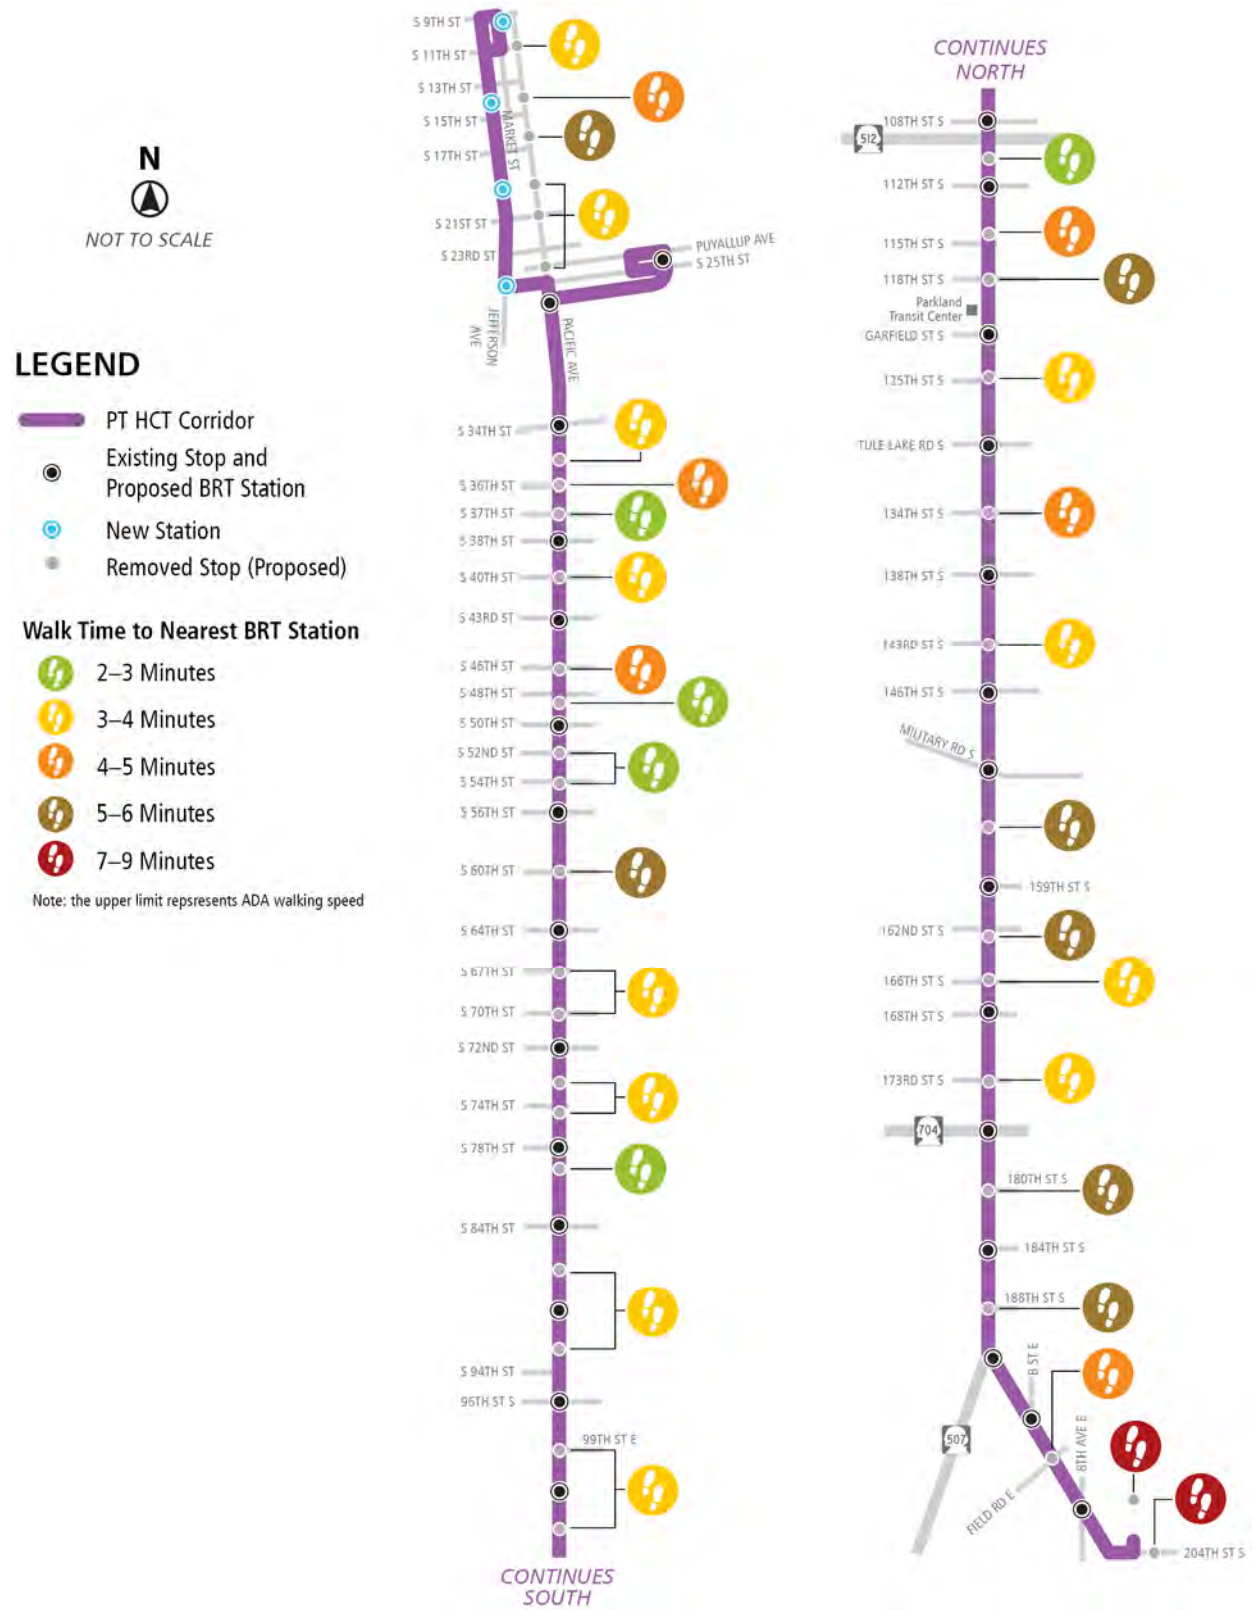 S 9TH ST
S 11TH ST
S 13TH ST
S 15TH ST
MARKET ST
S 17TH ST
S 21ST ST
S 23RD ST
PUYALLUP AVE
S 25TH ST
JEFFERSON
AVE
PACIFIC AVE
N
NOT TO SCALE
LEGEND
PT HCT Corridor
Existing Stop and
Proposed BRT Station
New Station
Removed Stop (Proposed)
Walk Time to Nearest BRT Station
2–3 Minutes
3–4 Minutes
4–5 Minutes
5–6 Minutes
7–9 Minutes
Note: the upper limit repsresents ADA walking speed
S 34TH ST
S 36TH ST
S 37TH ST
S 38TH ST
S 40TH ST
S 43RD ST
S 46TH ST
S 48TH ST
S 50TH ST
S 52ND ST
S 54TH ST
S 56TH ST
S 60TH ST
S 64TH ST
S 67TH ST
S 70TH ST
S 72ND ST
S 74TH ST
S 78TH ST
S 84TH ST
S 94TH ST
96TH ST S
99TH ST E
CONTINUES
SOUTH
CONTINUES
NORTH
108TH ST S
512
112TH ST S
115TH ST S
118TH ST S
Parkland
Transit Center
GARFIELD ST S
125TH ST S
TULE LAKE RD S
134TH ST S
138TH ST S
143RD ST S
146TH ST S
MILITARY RD S
159TH ST S
162ND ST S
166TH ST S
168TH ST S
173RD ST S
704
180TH ST S
184TH ST S
188TH ST S
B ST E
507
8TH AVE E
FIELD RD E
204TH ST S